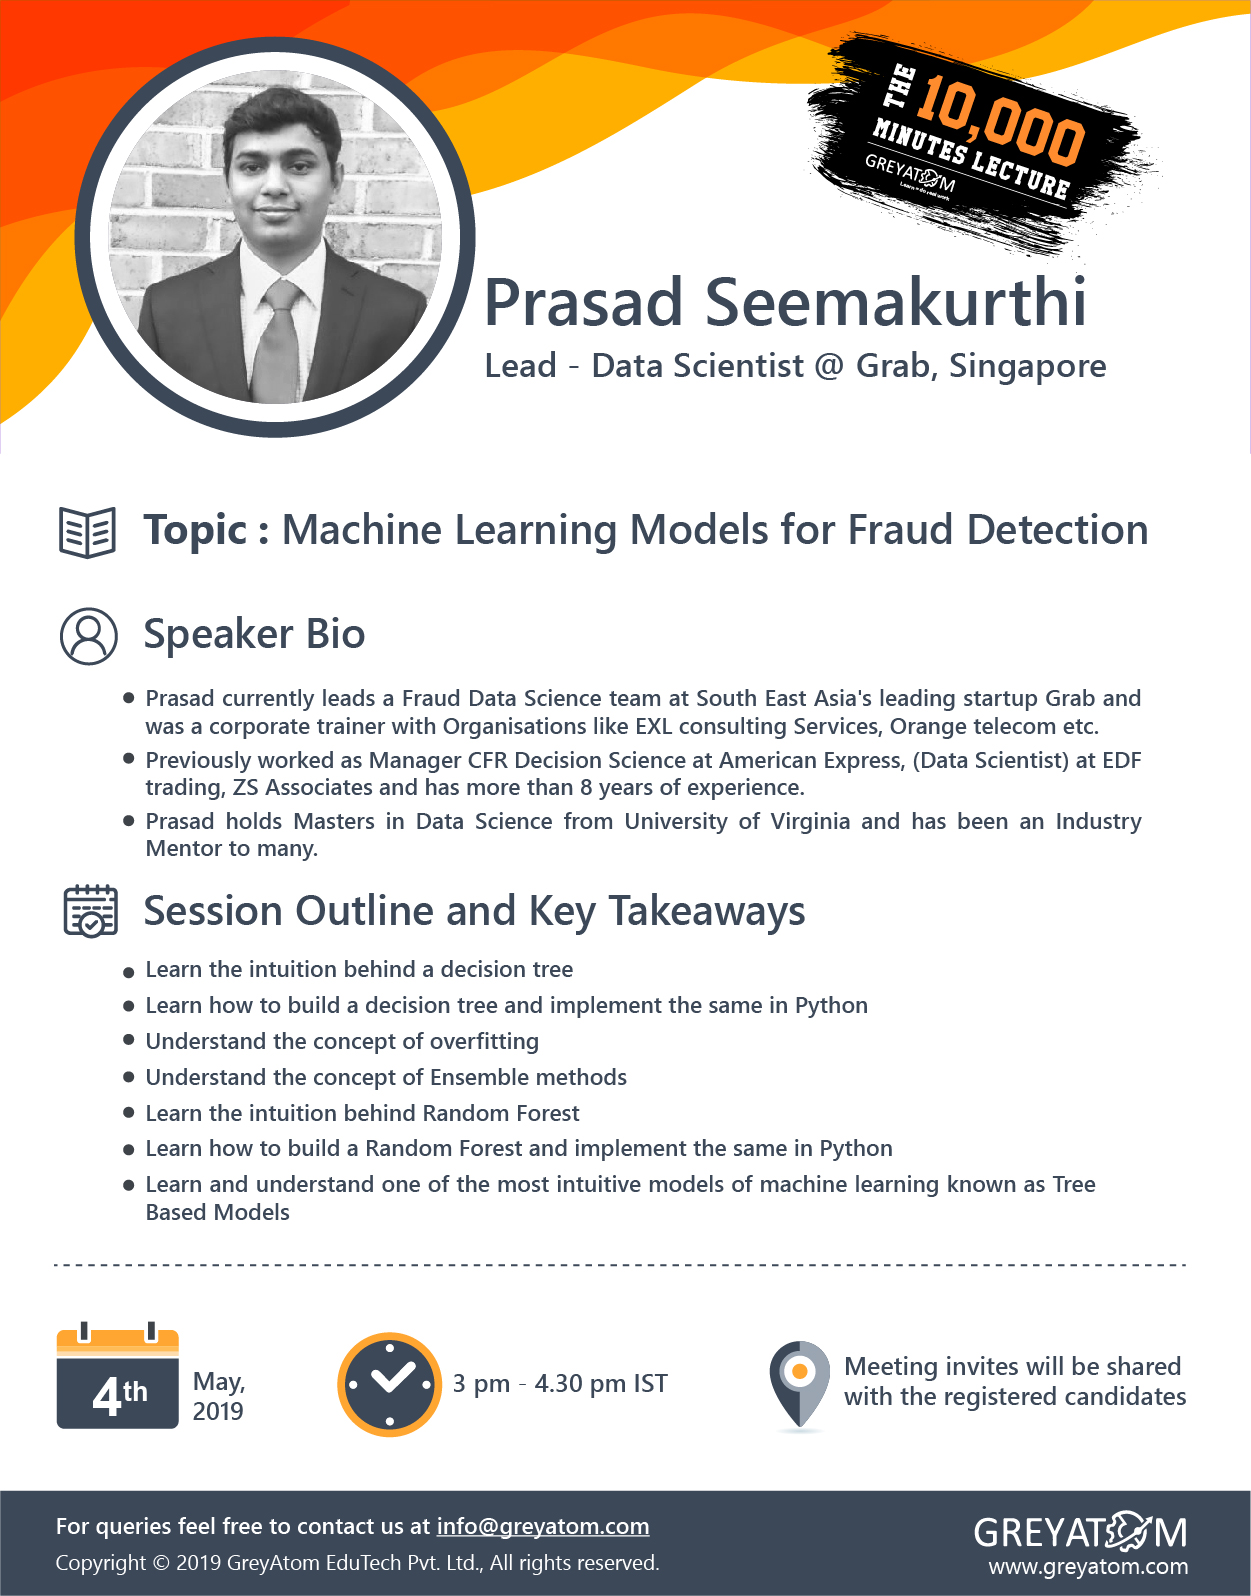 THE 10,000
MINUTES LECTURE
GREYATOM
Learn • do real work
Prasad Seemakurthi
Lead - Data Scientist @ Grab, Singapore
Topic : Machine Learning Models for Fraud Detection
Speaker Bio
• Prasad currently leads a Fraud Data Science team at South East Asia's leading startup Grab and
was a corporate trainer with Organisations like EXL consulting Services, Orange telecom etc.
• Previously worked as Manager CFR Decision Science at American Express, (Data Scientist) at EDF
trading, ZS Associates and has more than 8 years of experience.
• Prasad holds Masters in Data Science from University of Virginia and has been an Industry
Mentor to many.
Session Outline and Key Takeaways
• Learn the intuition behind a decision tree
• Learn how to build a decision tree and implement the same in Python
• Understand the concept of overfitting
• Understand the concept of Ensemble methods
• Learn the intuition behind Random Forest
• Learn how to build a Random Forest and implement the same in Python
• Learn and understand one of the most intuitive models of machine learning known as Tree
Based Models
4th
May,
2019
3 pm - 4.30 pm IST
Meeting invites will be shared
with the registered candidates
For queries feel free to contact us at info@greyatom.com
Copyright © 2019 GreyAtom EduTech Pvt. Ltd., All rights reserved.
GREYATOM
www.greyatom.com